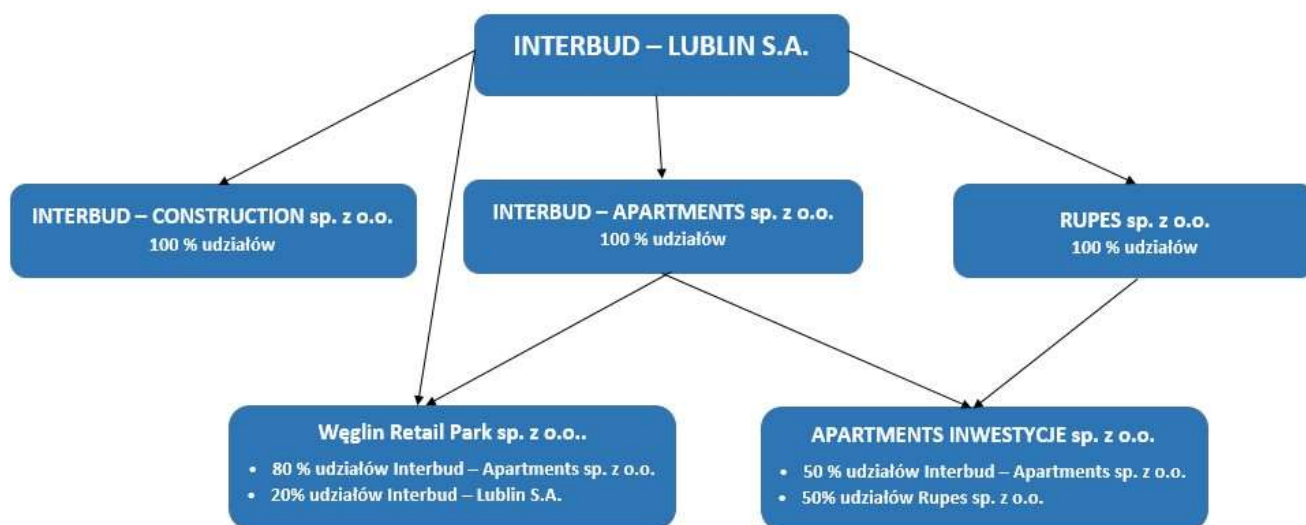 INTERBUD – LUBLIN S.A.
INTERBUD – CONSTRUCTION sp. z o.o.
100 % udziałów
INTERBUD – APARTMENTS sp. z o.o.
100 % udziałów
RUPES sp. z o.o.
100 % udziałów
Węglin Retail Park sp. z o.o..
• 80 % udziałów Interbud – Apartments sp. z o.o.
• 20% udziałów Interbud – Lublin S.A.
APARTMENTS INWESTYCJE sp. z o.o.
• 50 % udziałów Interbud – Apartments sp. z o.o.
• 50% udziałów Rupes sp. z o.o.